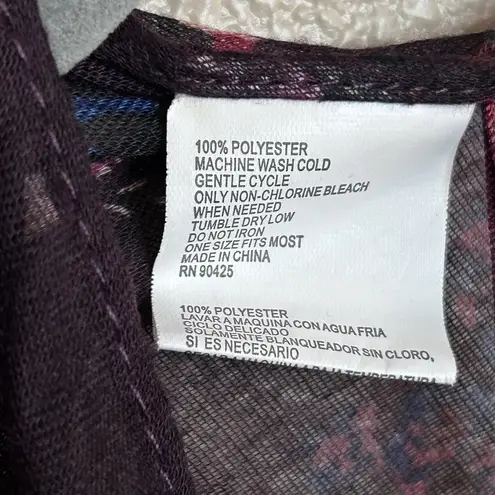 100% POLYESTER
MACHINE WASH COLD
GENTLE CYCLE
ONLY NON-CHLORINE BLEACH
WHEN NEEDED
TUMBLE DRY LOW
DO NOT IRON
ONE SIZE FITS MOST
MADE IN CHINA
RN 90425
100% POLYESTER
LAVAR A MAQUINA CON AGUA FRIA
CICLO DELICADO
SOLAMENTE BLANQUEADOR SIN CLORO,
SI ES NECESARIO